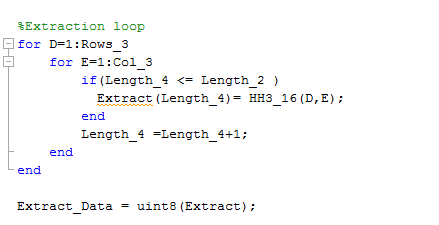 %Extraction loop
for D=1:Rows_3
for E=1:Col_3
if(Length_4 <= Length_2 )
Extract(Length_4)= HH3_16(D,E);
end
Length_4 =Length_4+1;
end
end
Extract_Data = uint8(Extract);